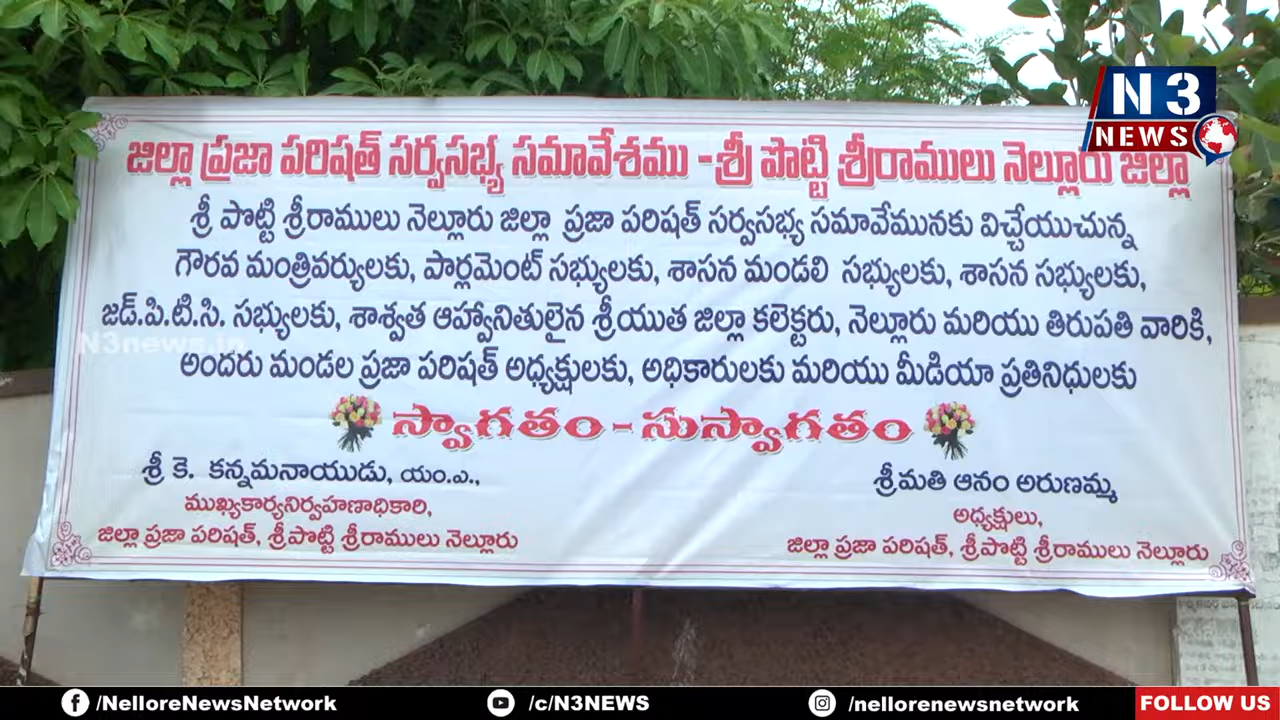 N3
NEWS
జిల్లా ప్రజా పరిషత్ సర్వసభ్య సమావేశము -శ్రీ పొట్టి శ్రీరాములు నెల్లూరు జిల్లా
శ్రీ పొట్టి శ్రీరాములు నెల్లూరు జిల్లా ప్రజా పరిషత్ సర్వసభ్య సమావేమునకు విచ్చేయుచున్న
గౌరవ మంత్రివర్యులకు, పార్లమెంట్ సభ్యులకు, శాసన మండలి సభ్యులకు, శాసన సభ్యులకు,
జడ్.పి.టి.సి. సభ్యులకు, శాశ్వత ఆహ్వానితులైన శ్రీయుత జిల్లా కలెక్టరు, నెల్లూరు మరియు తిరుపతి వారికి,
N3news.in
అందరు మండల ప్రజా పరిషత్ అధ్యక్షులకు, అధికారులకు మరియు మీడియా ప్రతినిధులకు
స్వాగతం - సుస్వాగతం
శ్రీ కె. కన్నమనాయుడు, యం.ఎ.,
ముఖ్యకార్యనిర్వహణాధికారి,
జిల్లా ప్రజా పరిషత్, శ్రీపొట్టి శ్రీరాములు నెల్లూరు
శ్రీమతి ఆనం అరుణమ్మ
అధ్యక్షులు,
జిల్లా ప్రజా పరిషత్, శ్రీపొట్టి శ్రీరాములు నెల్లూరు
/NelloreNewsNetwork
/c/N3NEWS
/nellorenewsnetwork
FOLLOW US